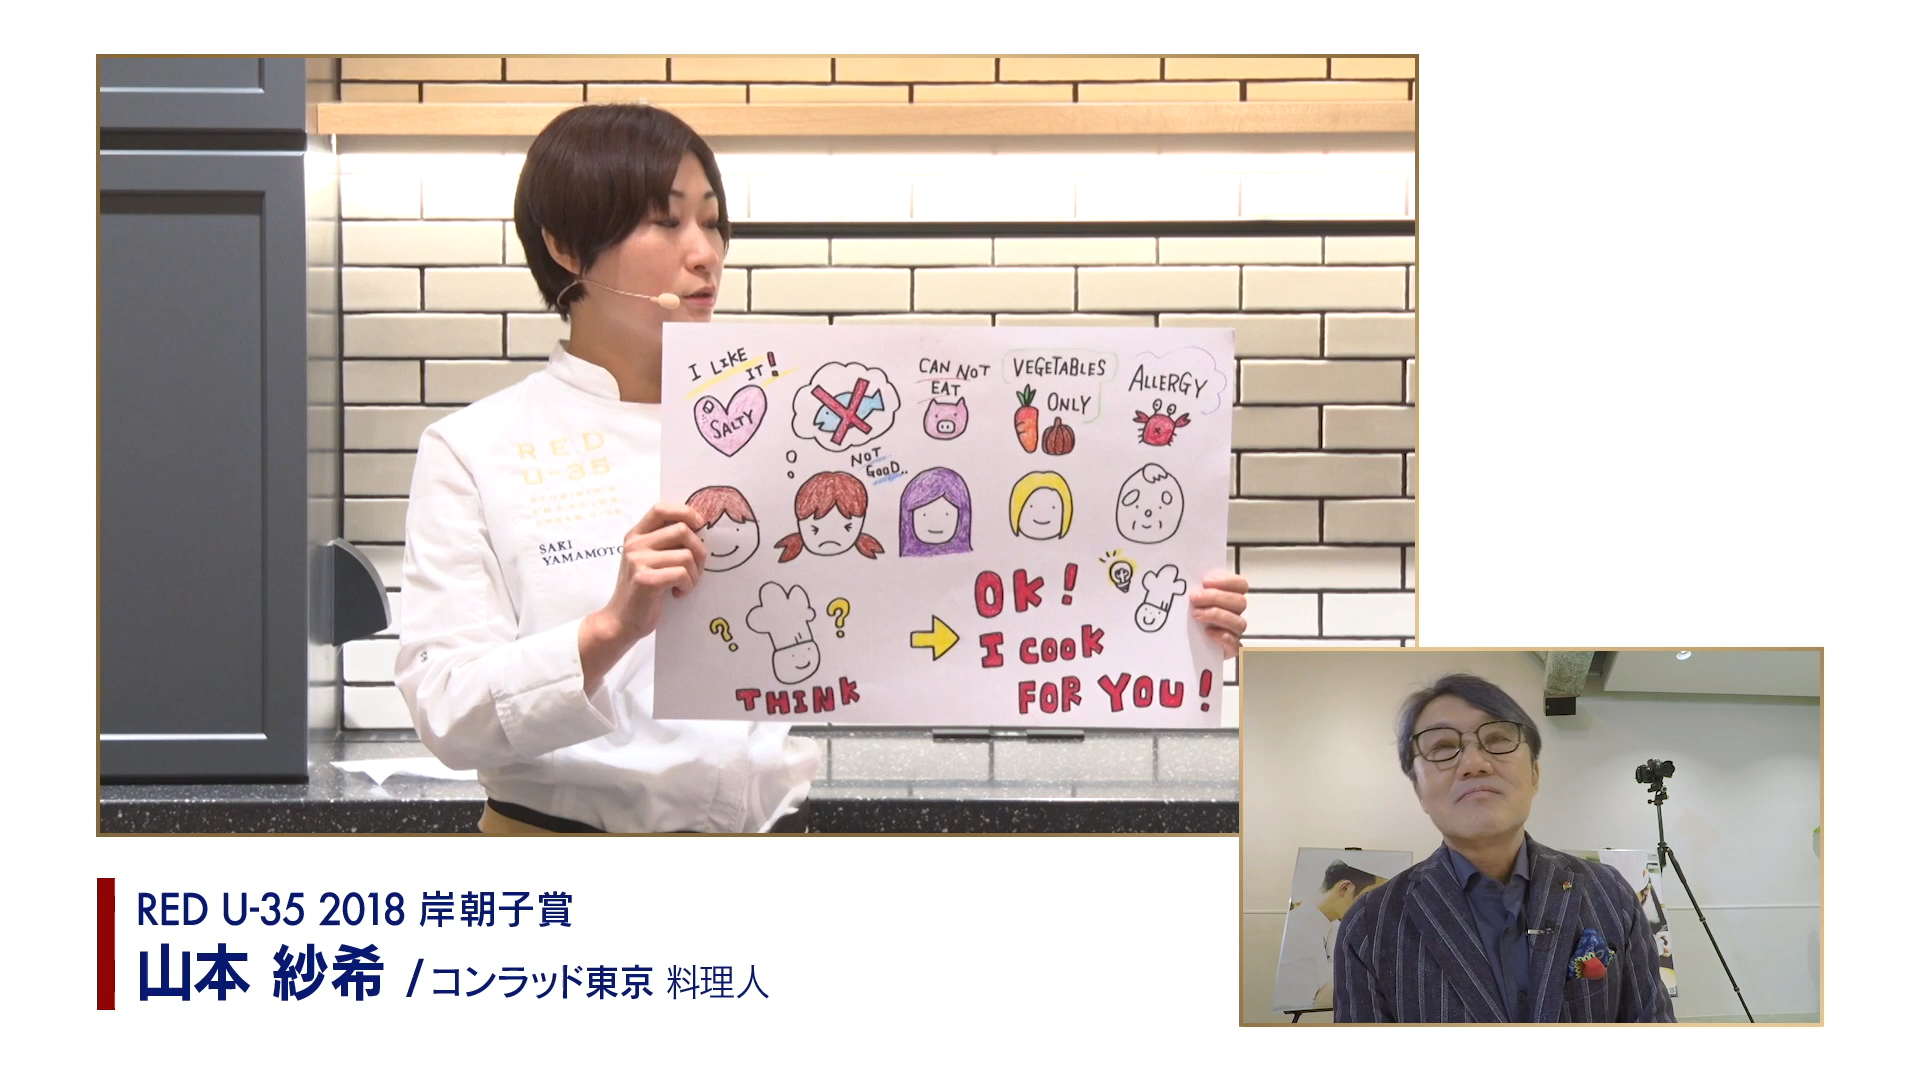 I LIKE
IT!
SALTY
NOT
GOOD..
CAN NOT
EAT
VEGETABLES
ONLY
ALLERGY
? ?
THINK
OK!
I COOK
FOR YOU!
RED
U-35
SAKI
YAMAMOTO
RED U-35 2018 岸朝子賞
山本 紗希 / コンラッド東京 料理人